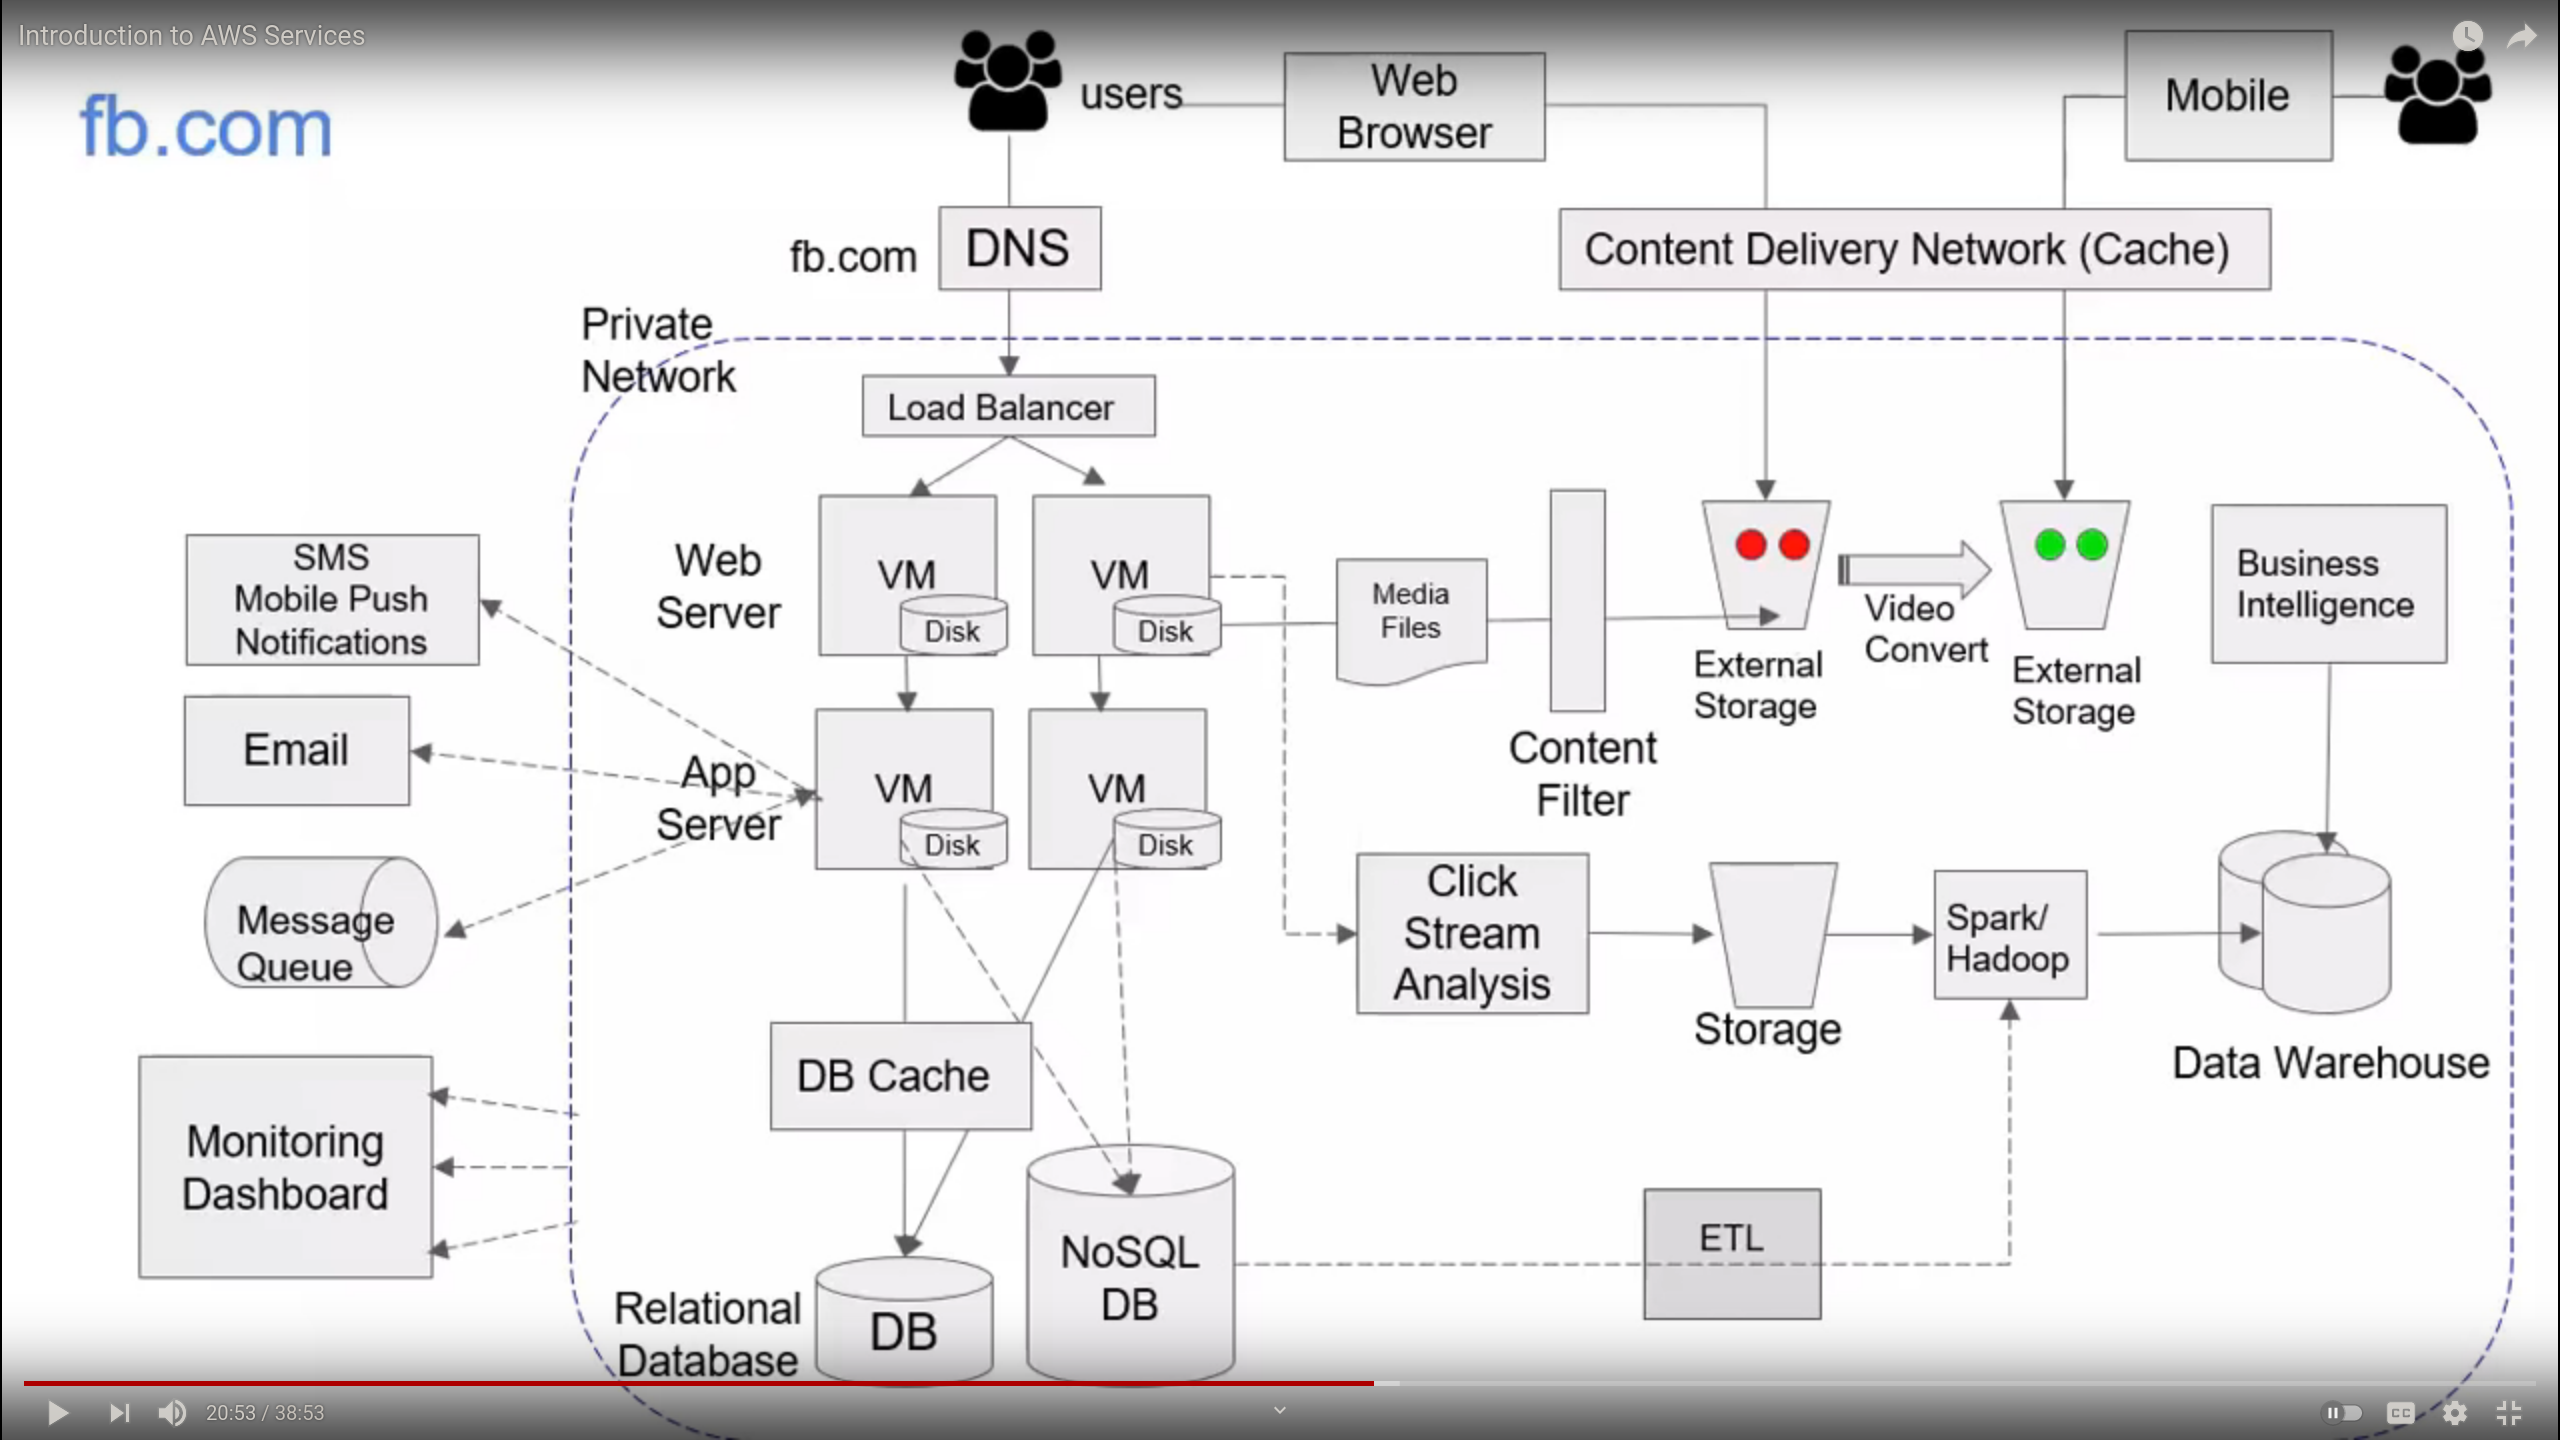 Introduction to AWS Services
fb.com
users
Web
Browser
Mobile
fb.com
DNS
Content Delivery Network (Cache)
Private
Network
Load Balancer
Web
Server
VM
Disk
VM
Disk
SMS
Mobile Push
Notifications
Media
Files
Content
Filter
External
Storage
Video
Convert
External
Storage
Business
Intelligence
Email
App
Server
VM
Disk
VM
Disk
Message
Queue
Click
Stream
Analysis
Storage
Spark/
Hadoop
Data Warehouse
DB Cache
Monitoring
Dashboard
NoSQL
DB
ETL
Relational
Database
DB
20:53 / 38:53
CC